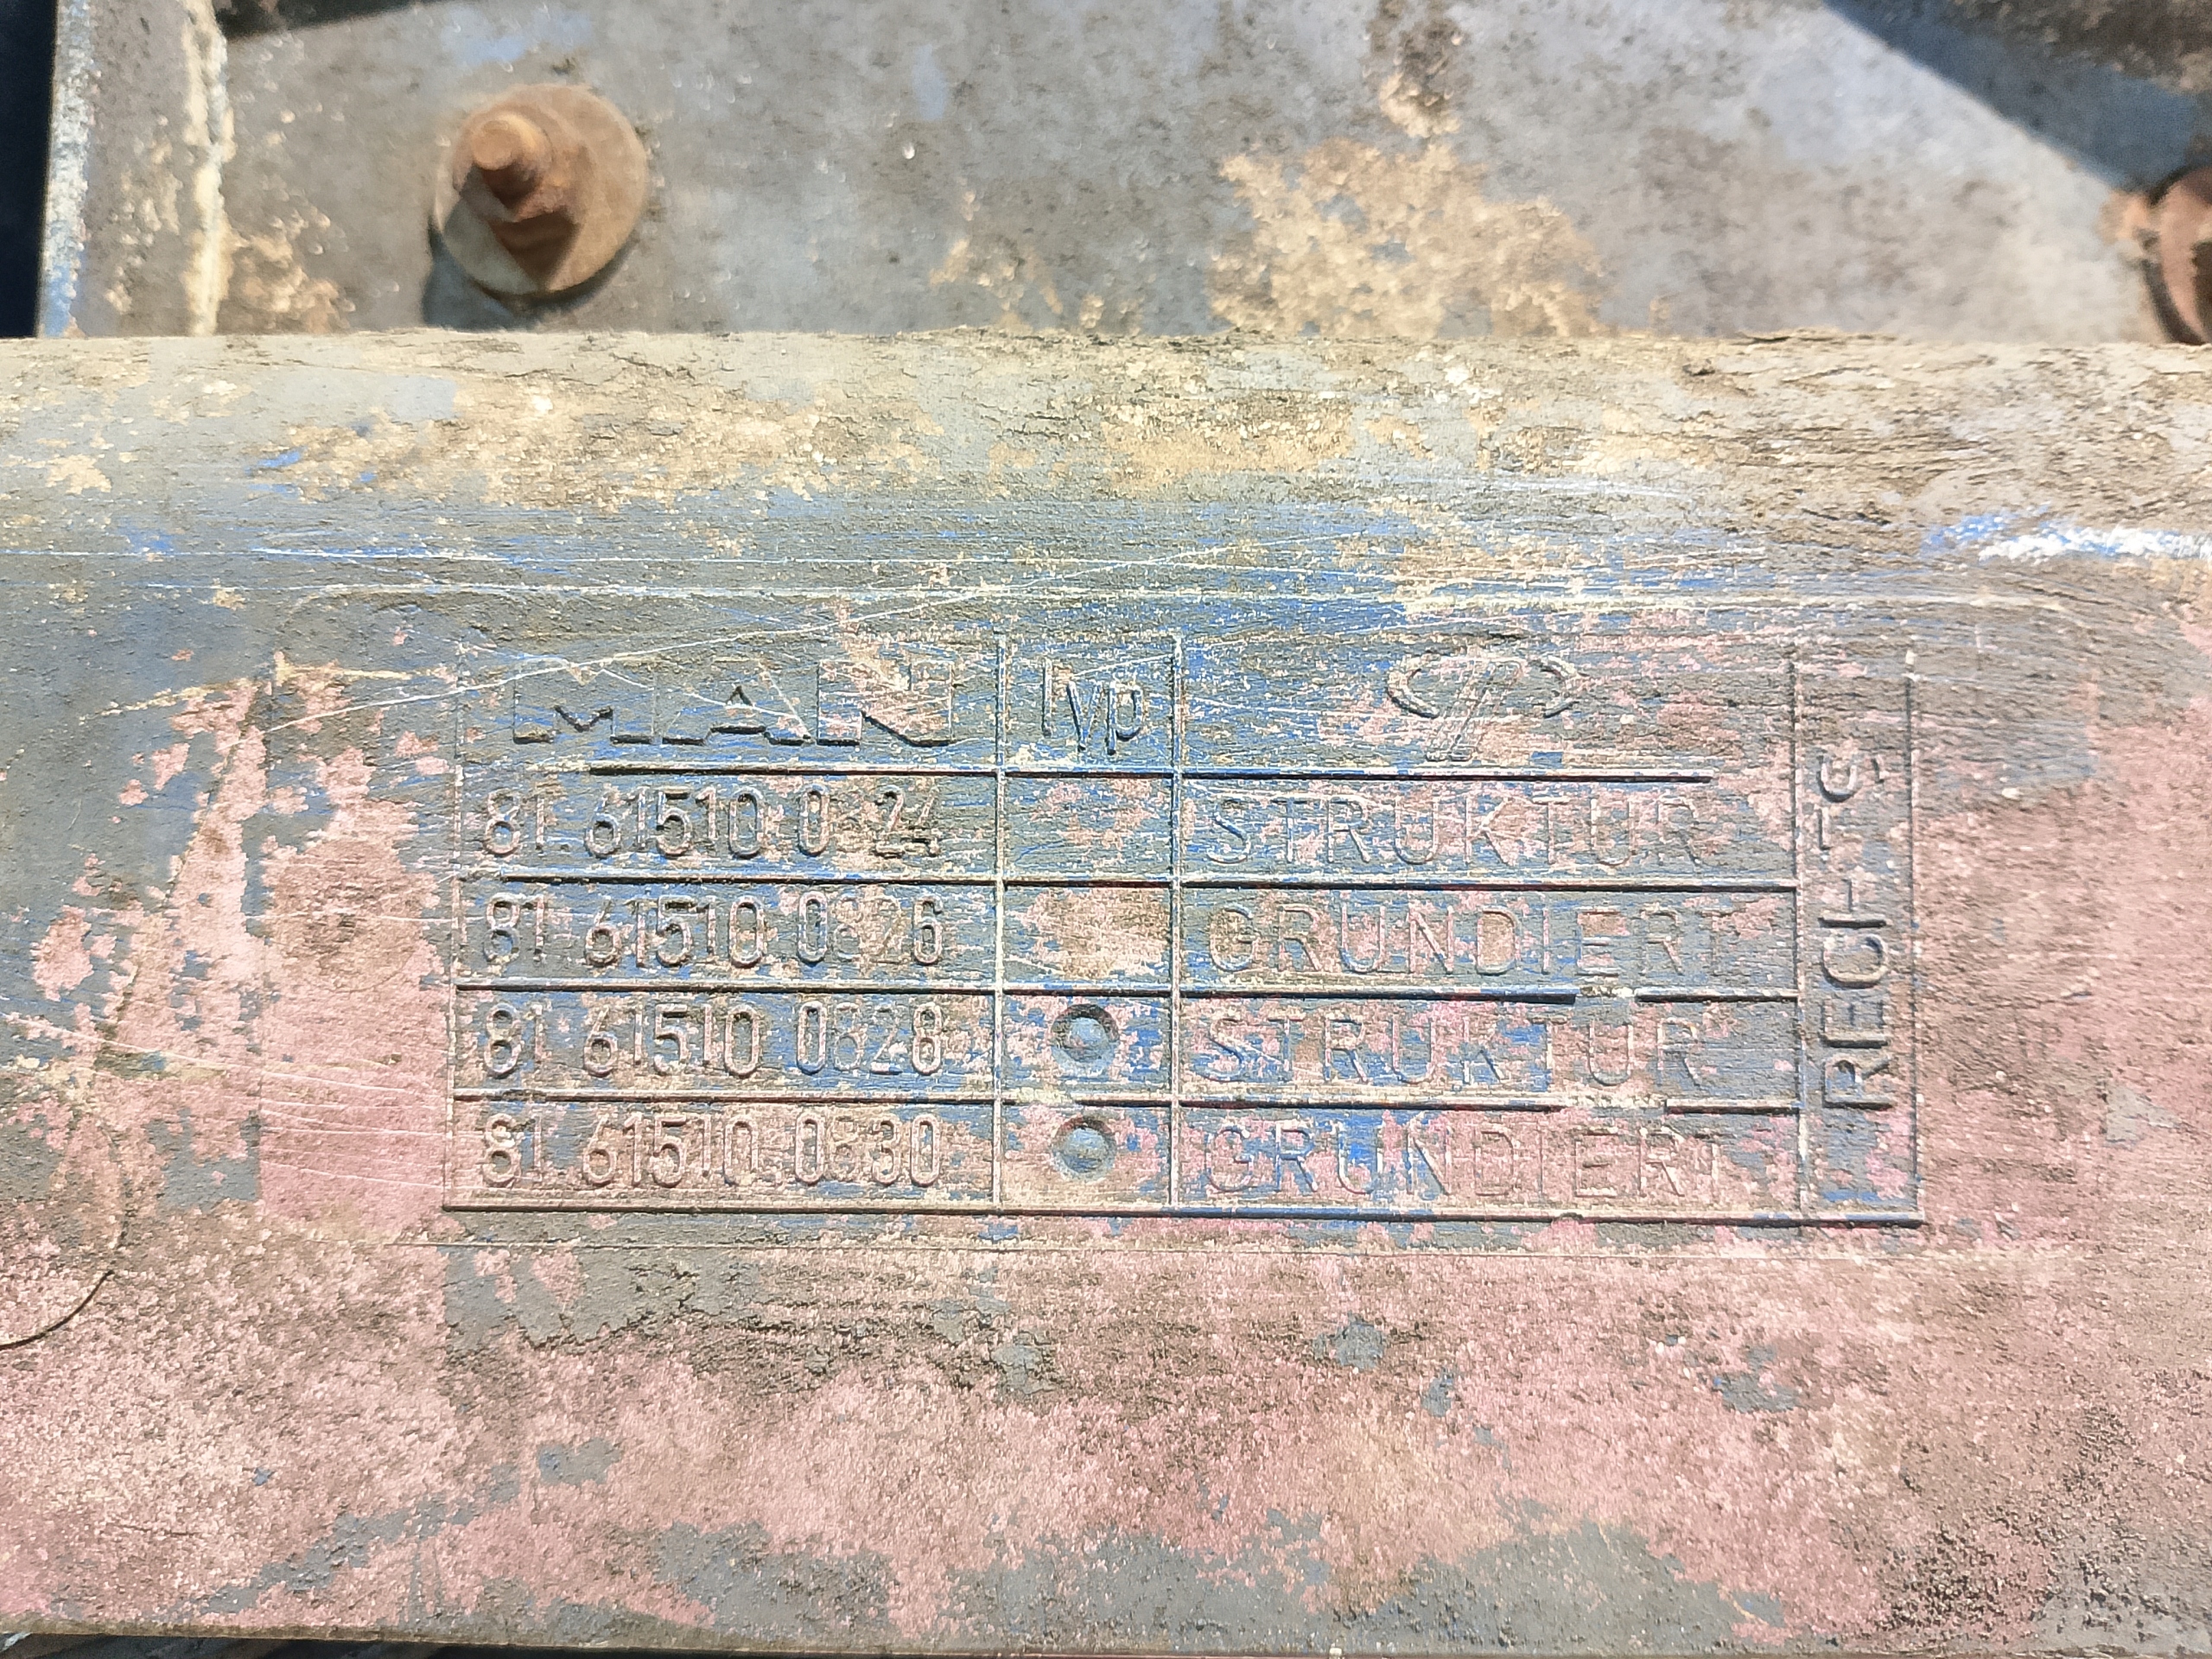 MAN Typ
81.61510.0 24 STRUKTUR
81.61510.0826 GRUNDIERT
81.61510.0828 STRUKTUR
81.61510.0830 GRUNDIERT
RECHTS